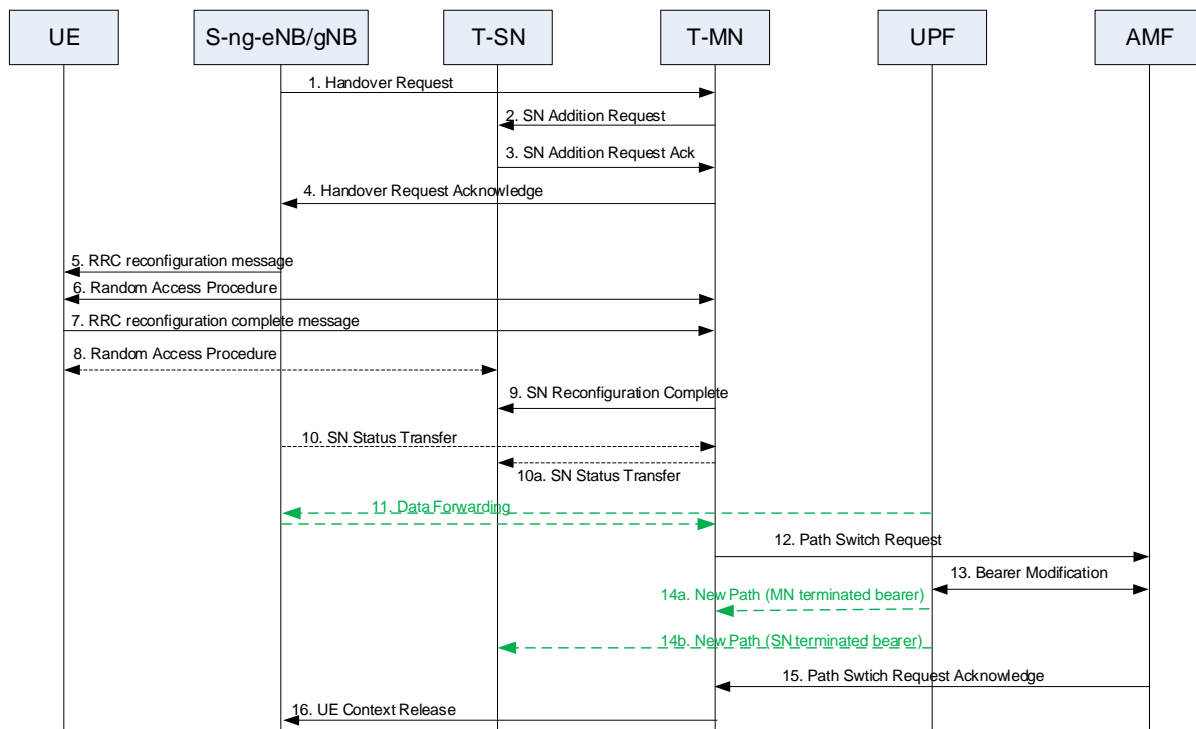 UE
S-ng-eNB/gNB
T-SN
T-MN
UPF
AMF
1. Handover Request
2. SN Addition Request
3. SN Addition Request Ack
4. Handover Request Acknowledge
5. RRC reconfiguration message
6. Random Access Procedure
7. RRC reconfiguration complete message
8. Random Access Procedure
9. SN Reconfiguration Complete
10. SN Status Transfer
10a. SN Status Transfer
11. Data Forwarding
12. Path Switch Request
13. Bearer Modification
14a. New Path (MN terminated bearer)
14b. New Path (SN terminated bearer)
15. Path Swtich Request Acknowledge
16. UE Context Release